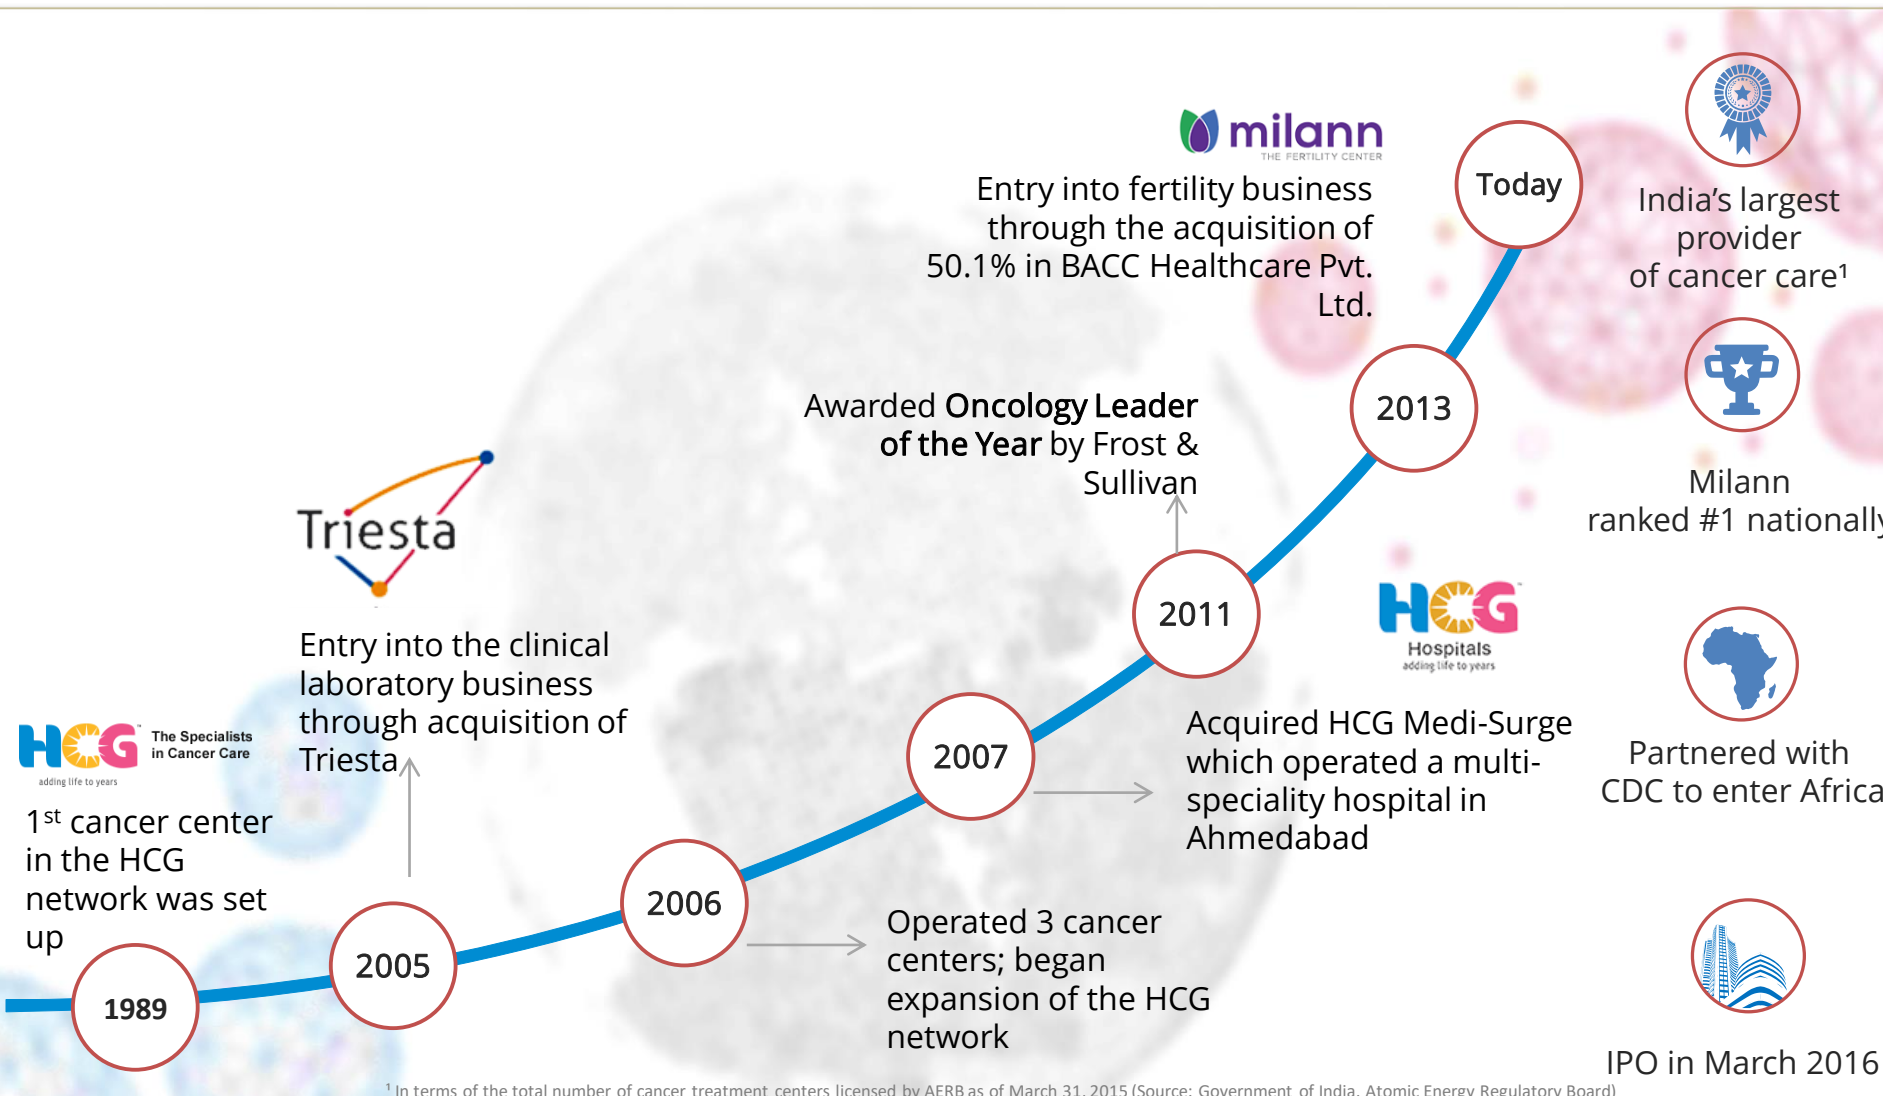 HCG
adding life to years
The Specialists
in Cancer Care
1st cancer center
in the HCG
network was set
up
1989
Triesta
Entry into the clinical
laboratory business
through acquisition of
Triesta
2005
2006
Operated 3 cancer
centers; began
expansion of the HCG
network
2007
HCG
Hospitals
adding life to years
Acquired HCG Medi-Surge
which operated a multi-
speciality hospital in
Ahmedabad
Awarded Oncology Leader
of the Year by Frost &
Sullivan
2011
milann
THE FERTILITY CENTER
Entry into fertility business
through the acquisition of
50.1% in BACC Healthcare Pvt.
Ltd.
2013
Today
India’s largest
provider
of cancer care¹
Milann
ranked #1 nationally
Partnered with
CDC to enter Africa
IPO in March 2016
¹ In terms of the total number of cancer treatment centers licensed by AERB as of March 31, 2015 (Source: Government of India, Atomic Energy Regulatory Board)